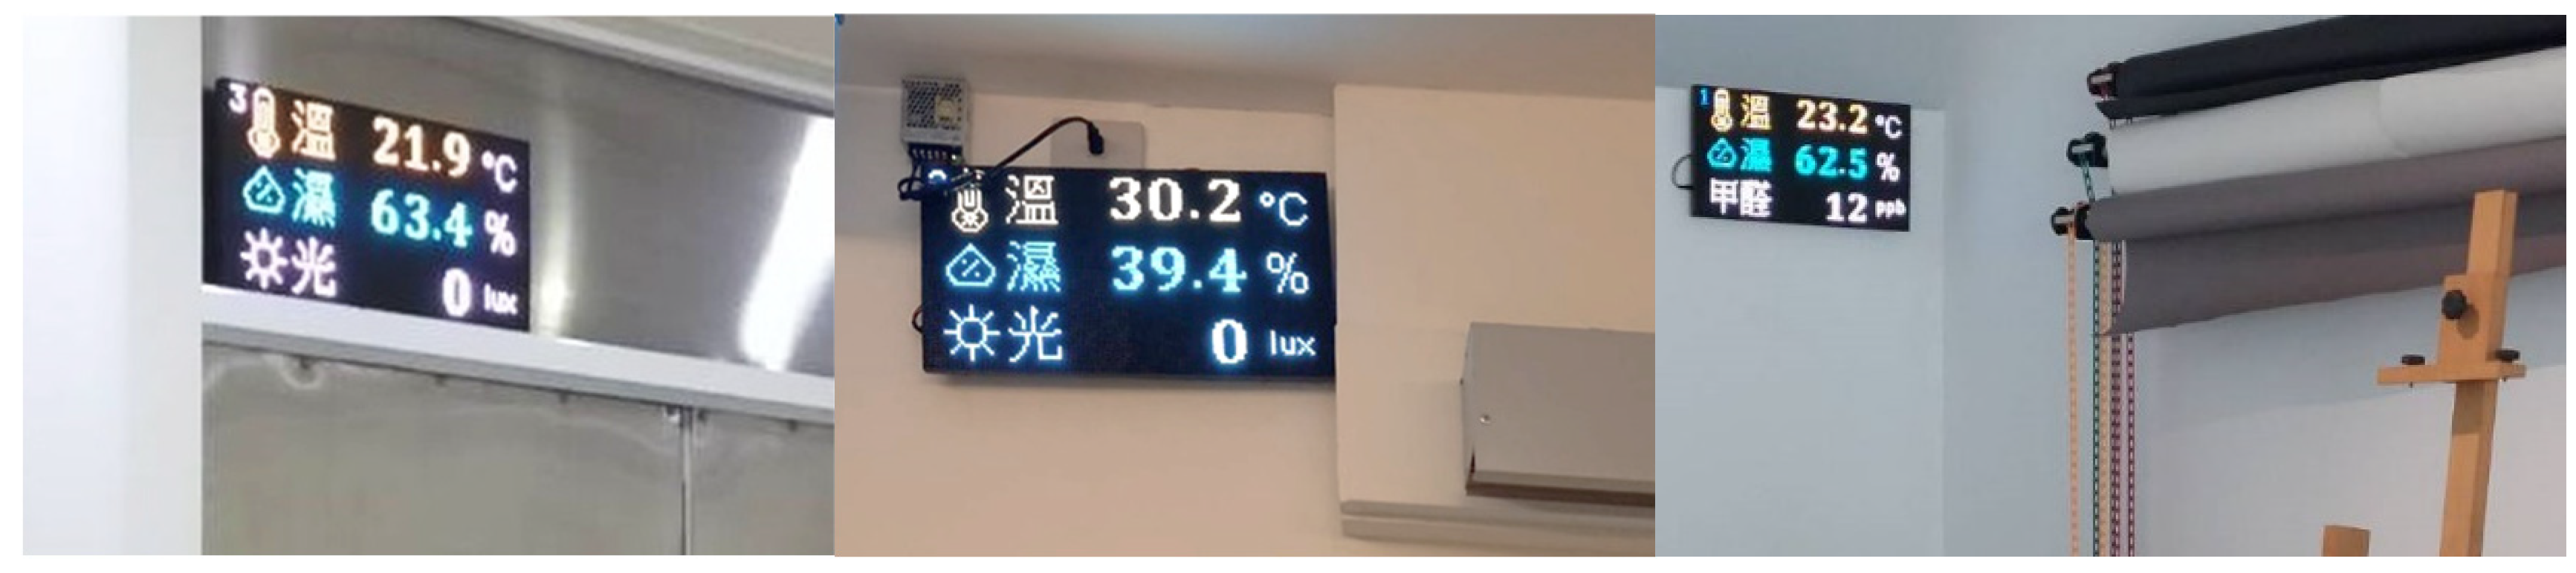 3
溫 21.9 °C
濕 63.4 %
光 0 lux
溫 30.2 °C
濕 39.4 %
光 0 lux
1
溫 23.2 °C
濕 62.5 %
甲醛 12 ppb